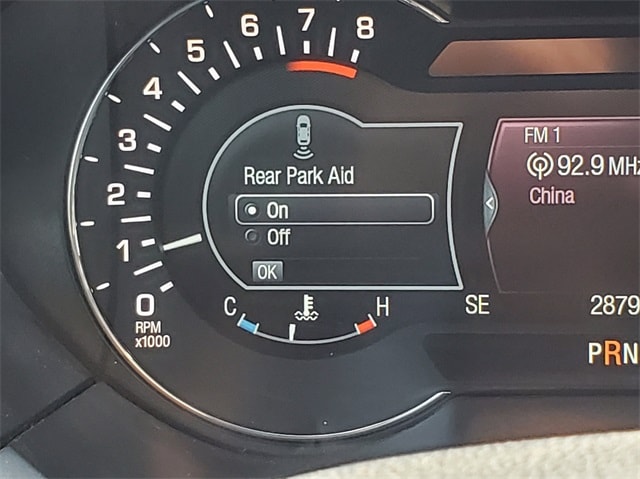 0
1
2
3
4
5
6
7
8
RPM
x1000
Rear Park Aid
On
Off
OK
C
H
SE
FM 1
92.9 MHz
China
2879
PRN